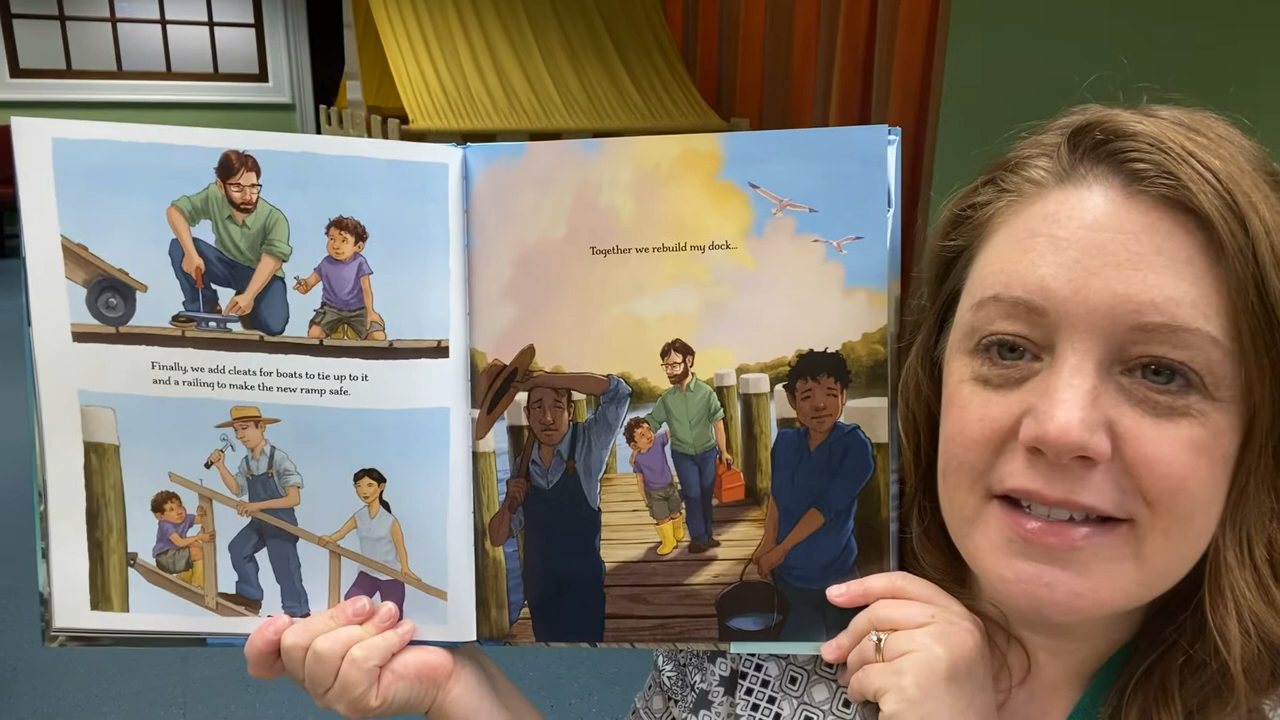 Finally, we add cleats for boats to tie up to it
and a railing to make the new ramp safe.
Together we rebuild my dock...